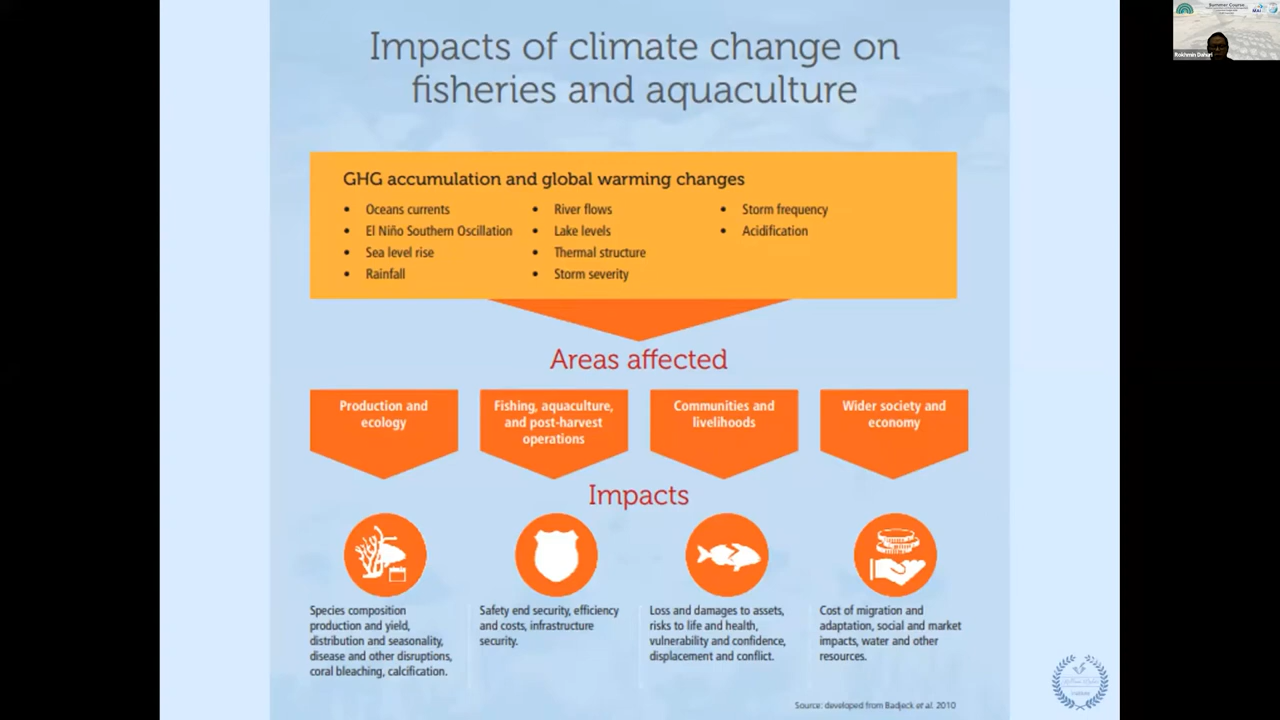 Impacts of climate change on
fisheries and aquaculture
GHG accumulation and global warming changes
• Oceans currents
• El Niño Southern Oscillation
• Sea level rise
• Rainfall
• River flows
• Lake levels
• Thermal structure
• Storm severity
• Storm frequency
• Acidification
Areas affected
Production and
ecology
Fishing, aquaculture,
and post-harvest
operations
Communities and
livelihoods
Wider society and
economy
Impacts
Species composition
production and yield,
distribution and seasonality,
disease and other disruptions,
coral bleaching, calcification.
Safety end security, efficiency
and costs, infrastructure
security.
Loss and damages to assets,
risks to life and health,
vulnerability and confidence,
displacement and conflict.
Cost of migration and
adaptation, social and market
impacts, water and other
resources.
Source: developed from Badjeck et al. 2010
Summer Course
Rokhmin Dahuri
Institute